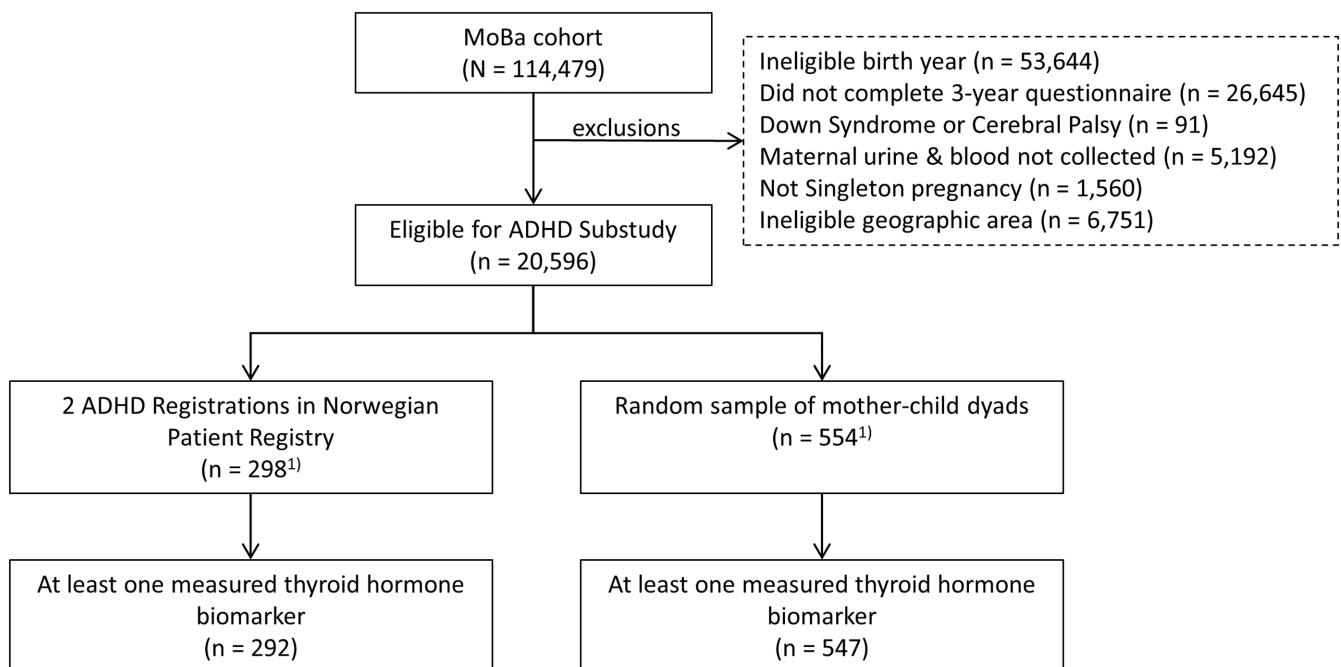 MoBa cohort
(N = 114,479)
Ineligible birth year (n = 53,644)
Did not complete 3-year questionnaire (n = 26,645)
Down Syndrome or Cerebral Palsy (n = 91)
Maternal urine & blood not collected (n = 5,192)
Not Singleton pregnancy (n = 1,560)
Ineligible geographic area (n = 6,751)
exclusions
Eligible for ADHD Substudy
(n = 20,596)
2 ADHD Registrations in Norwegian
Patient Registry
(n = 298¹⁾)
Random sample of mother-child dyads
(n = 554¹⁾)
At least one measured thyroid hormone
biomarker
(n = 292)
At least one measured thyroid hormone
biomarker
(n = 547)